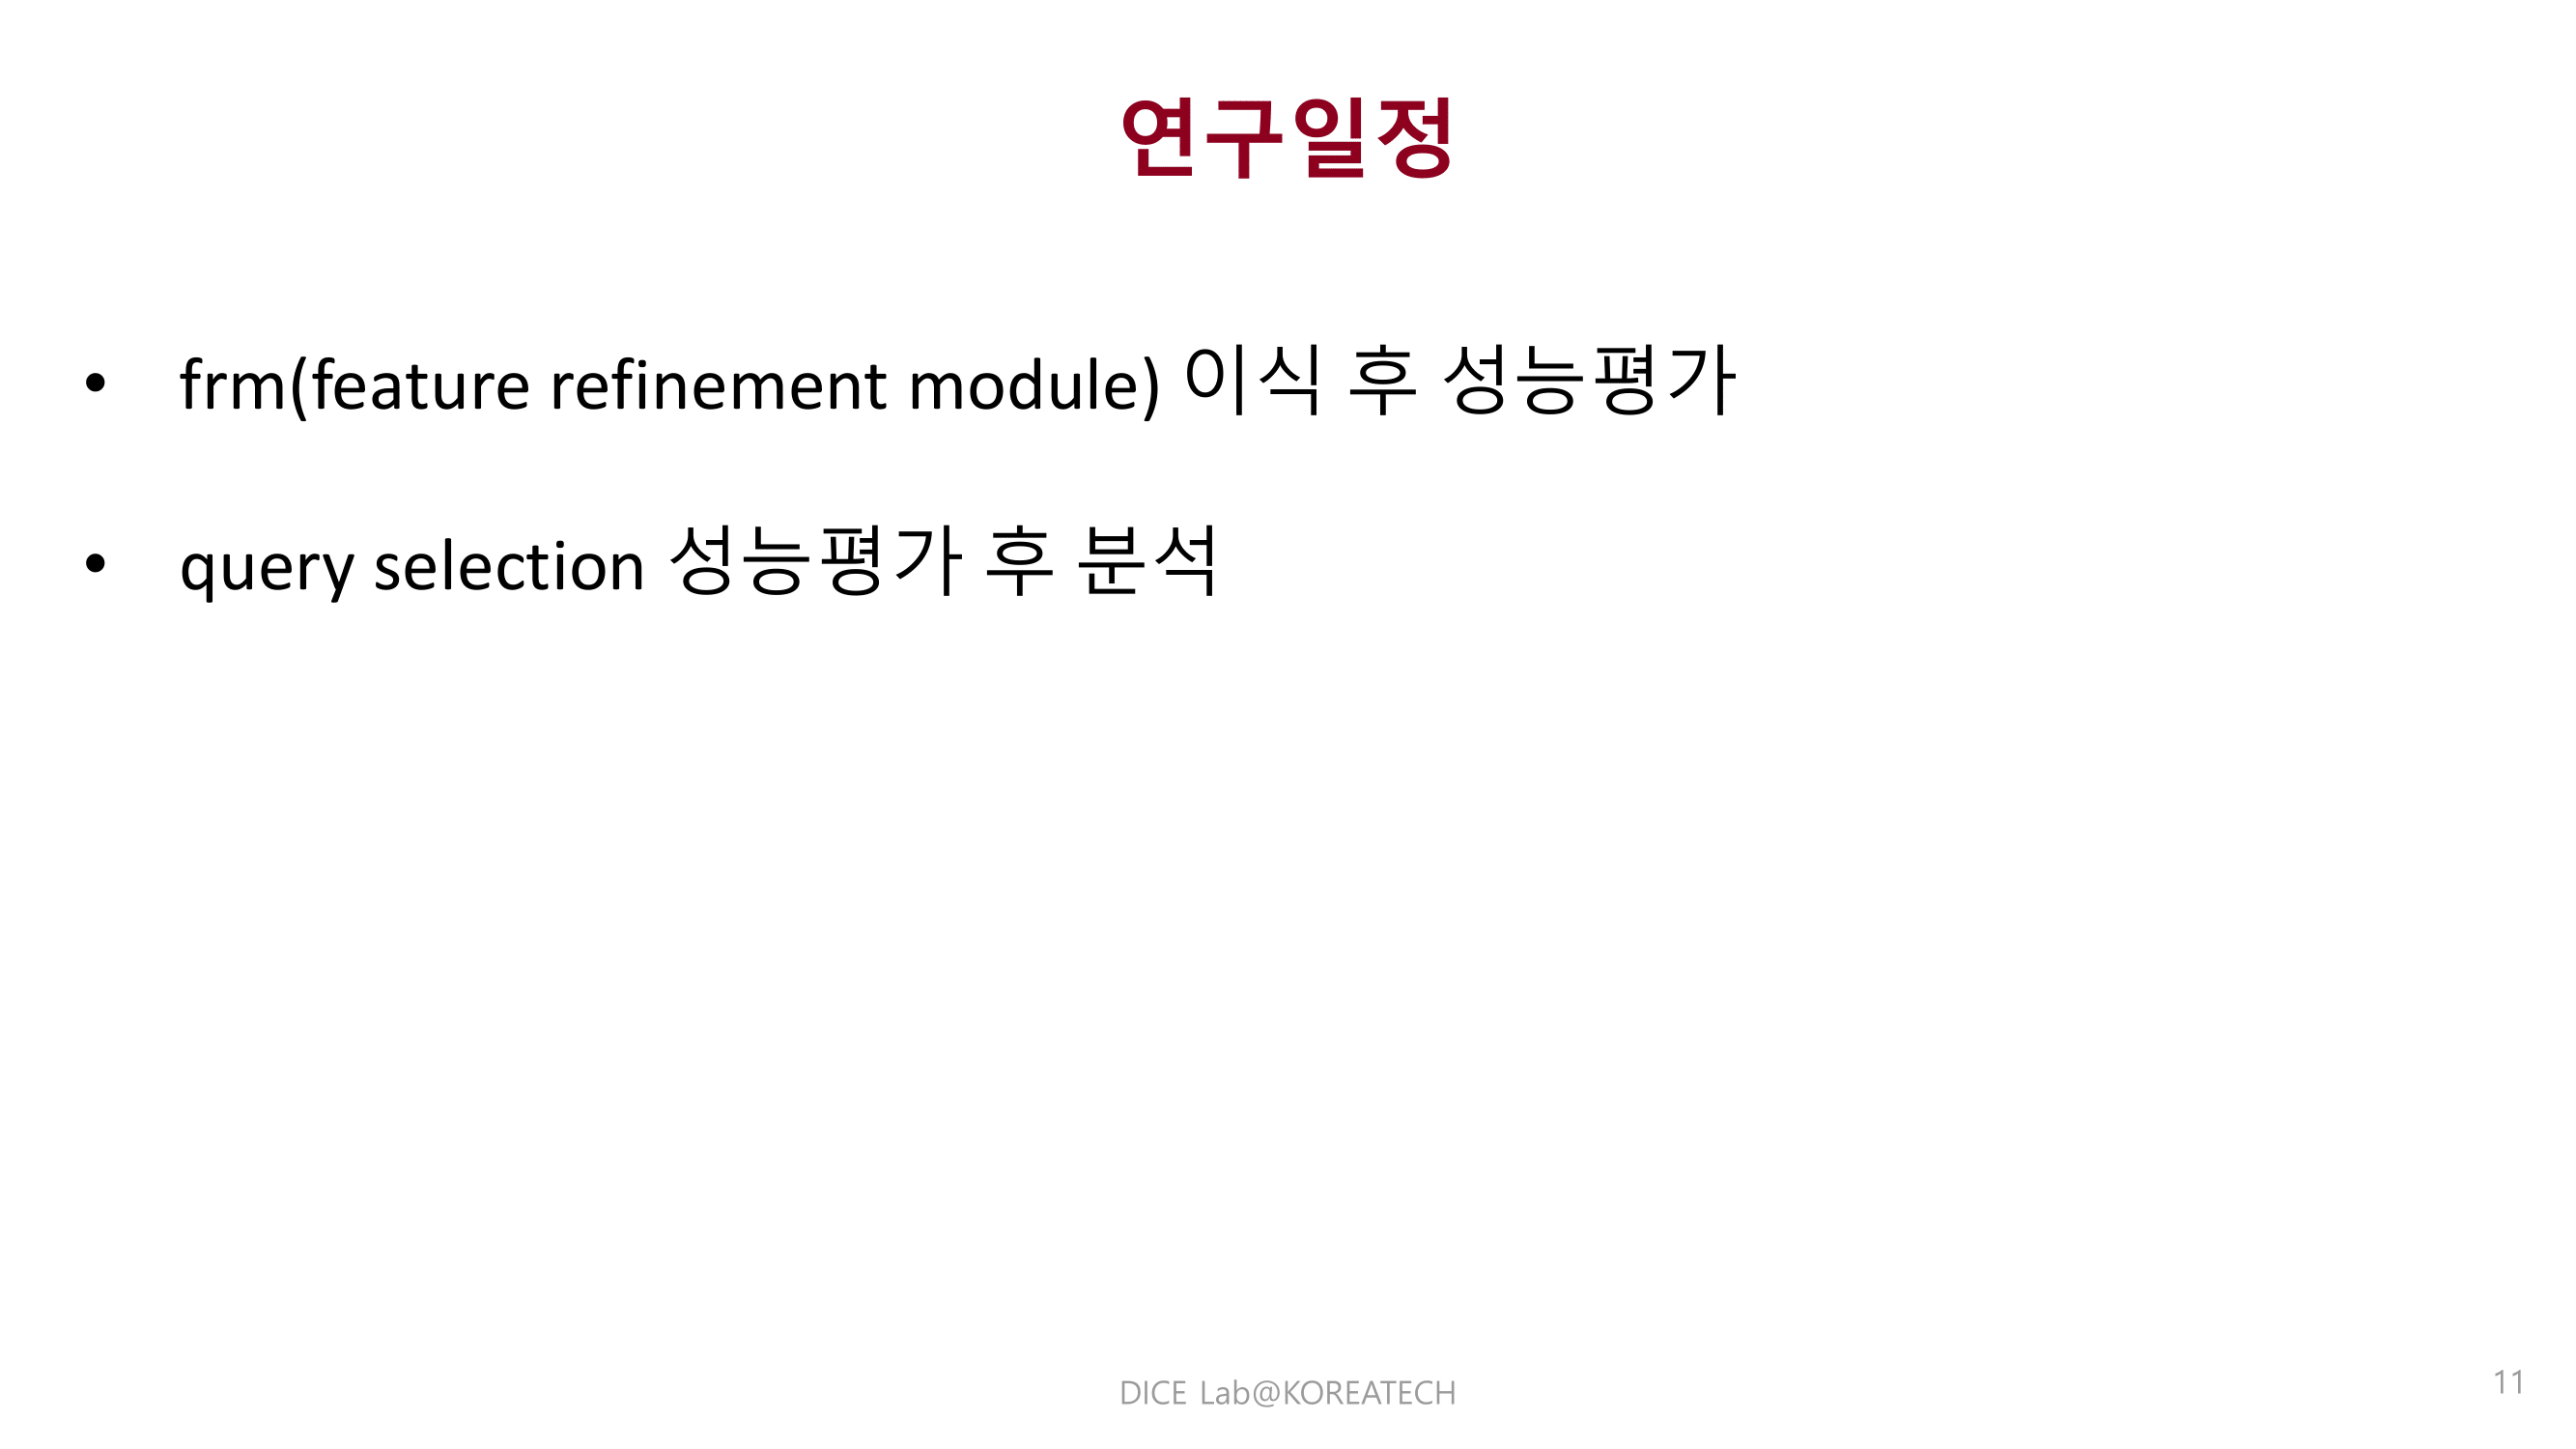 연구일정
• frm(feature refinement module) 이식 후 성능평가
• query selection 성능평가 후 분석
DICE Lab@KOREATECH
11